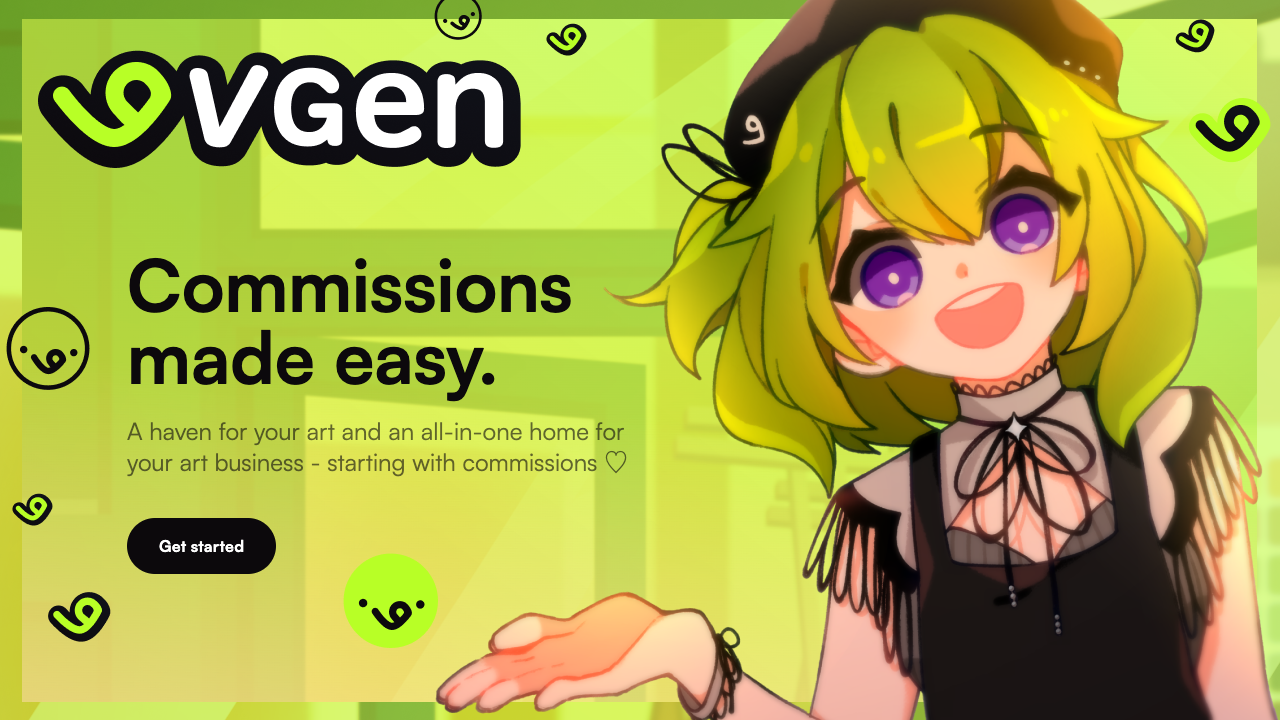 VGen
Commissions
made easy.
A haven for your art and an all-in-one home for
your art business - starting with commissions ♡
Get started